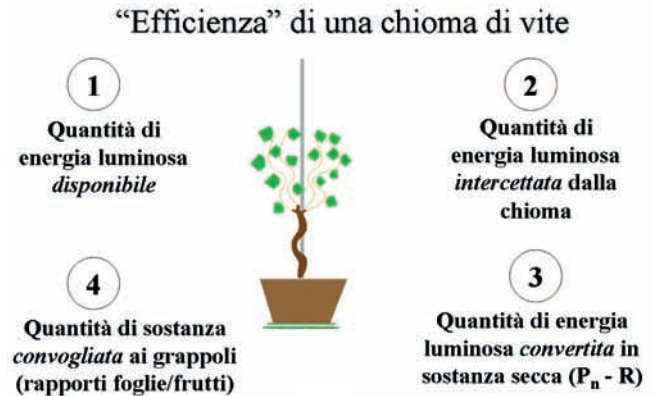 “Efficienza” di una chioma di vite
1
Quantità di
energia luminosa
disponibile
2
Quantità di
energia luminosa
intercettata dalla
chioma
3
Quantità di energia
luminosa convertita in
sostanza secca (Pn - R)
4
Quantità di sostanza
convogliata ai grappoli
(rapporti foglie/frutti)